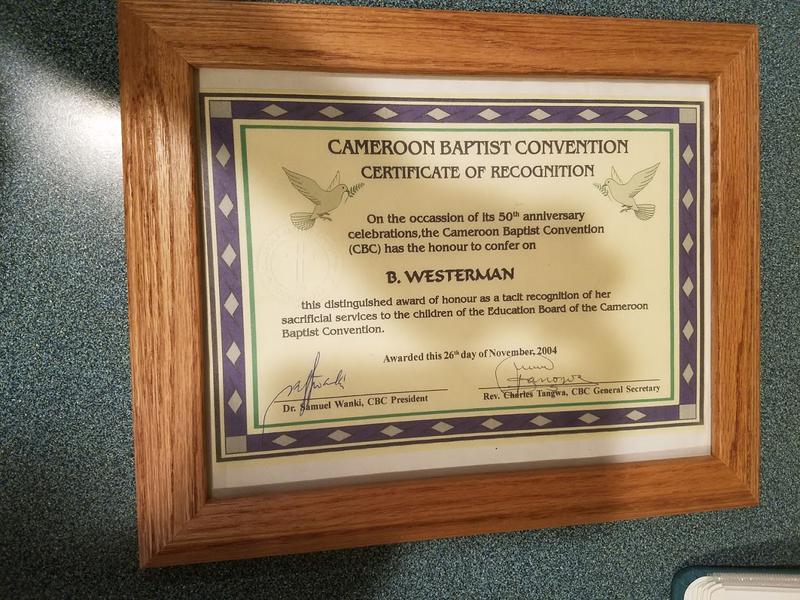 CAMEROON BAPTIST CONVENTION
CERTIFICATE OF RECOGNITION
On the occassion of its 50th anniversary
celebrations,the Cameroon Baptist Convention
(CBC) has the honour to confer on
B. WESTERMAN
this distinguished award of honour as a tacit recognition of her
sacrificial services to the children of the Education Board of the Cameroon
Baptist Convention.
Awarded this 26th day of November, 2004
Dr. Samuel Wanki, CBC President
Rev. Charles Tangwa, CBC General Secretary